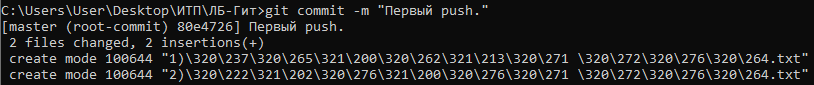 C:\Users\User\Desktop\ИТП\ЛБ-Гит>git commit -m "Первый push."
[master (root-commit) 80e4726] Первый push.
 2 files changed, 2 insertions(+)
 create mode 100644 "1)\320\237\320\265\321\200\320\262\321\213\320\271 \320\272\320\276\320\264.txt"
 create mode 100644 "2)\320\222\321\202\320\276\321\200\320\276\320\271 \320\272\320\276\320\264.txt"